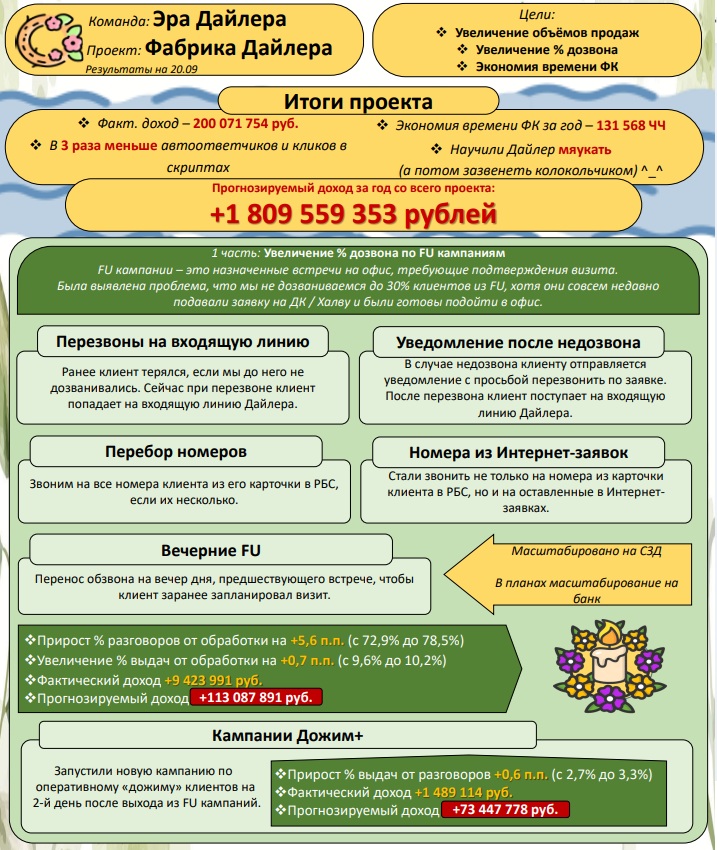 Команда: Эра Дайлера
Проект: Фабрика Дайлера
Результаты на 20.09
Цели:
❖ Увеличение объёмов продаж
❖ Увеличение % дозвона
❖ Экономия времени ФК
Итоги проекта
❖ Факт. доход – 200 071 754 руб.
❖ В 3 раза меньше автоответчиков и кликов в
скриптах
❖ Экономия времени ФК за год – 131 568 ЧЧ
❖ Научили Дайлер мяукать
(а потом зазвенеть колокольчиком) ^_^
Прогнозируемый доход за год со всего проекта:
+1 809 559 353 рублей
1 часть: Увеличение % дозвона по FU кампаниям
FU кампании – это назначенные встречи на офис, требующие подтверждения визита.
Была выявлена проблема, что мы не дозваниваемся до 30% клиентов из FU, хотя они совсем недавно
подавали заявку на ДК / Халву и были готовы подойти в офис.
Перезвоны на входящую линию
Ранее клиент терялся, если мы до него не
дозванивались. Сейчас при перезвоне клиент
попадает на входящую линию Дайлера.
Уведомление после недозвона
В случае недозвона клиенту отправляется
уведомление с просьбой перезвонить по заявке.
После перезвона клиент поступает на входящую
линию Дайлера.
Перебор номеров
Звоним на все номера клиента из его карточки в РБС,
если их несколько.
Номера из Интернет-заявок
Стали звонить не только на номера из карточки
клиента в РБС, но и на оставленные в Интернет-
заявках.
Вечерние FU
Перенос обзвона на вечер дня, предшествующего встрече, чтобы
клиент заранее запланировал визит.
Масштабировано на СЗД
В планах масштабирование на
банк
❖Прирост % разговоров от обработки на +5,6 п.п. (с 72,9% до 78,5%)
❖Увеличение % выдач от обработки на +0,7 п.п. (с 9,6% до 10,2%)
❖Фактический доход +9 423 991 руб.
❖Прогнозируемый доход +113 087 891 руб.
Кампании Дожим+
Запустили новую кампанию по
оперативному «дожиму» клиентов на
2-й день после выхода из FU кампаний.
❖Прирост % выдач от разговоров +0,6 п.п. (с 2,7% до 3,3%)
❖Фактический доход +1 489 114 руб.
❖Прогнозируемый доход +73 447 778 руб.